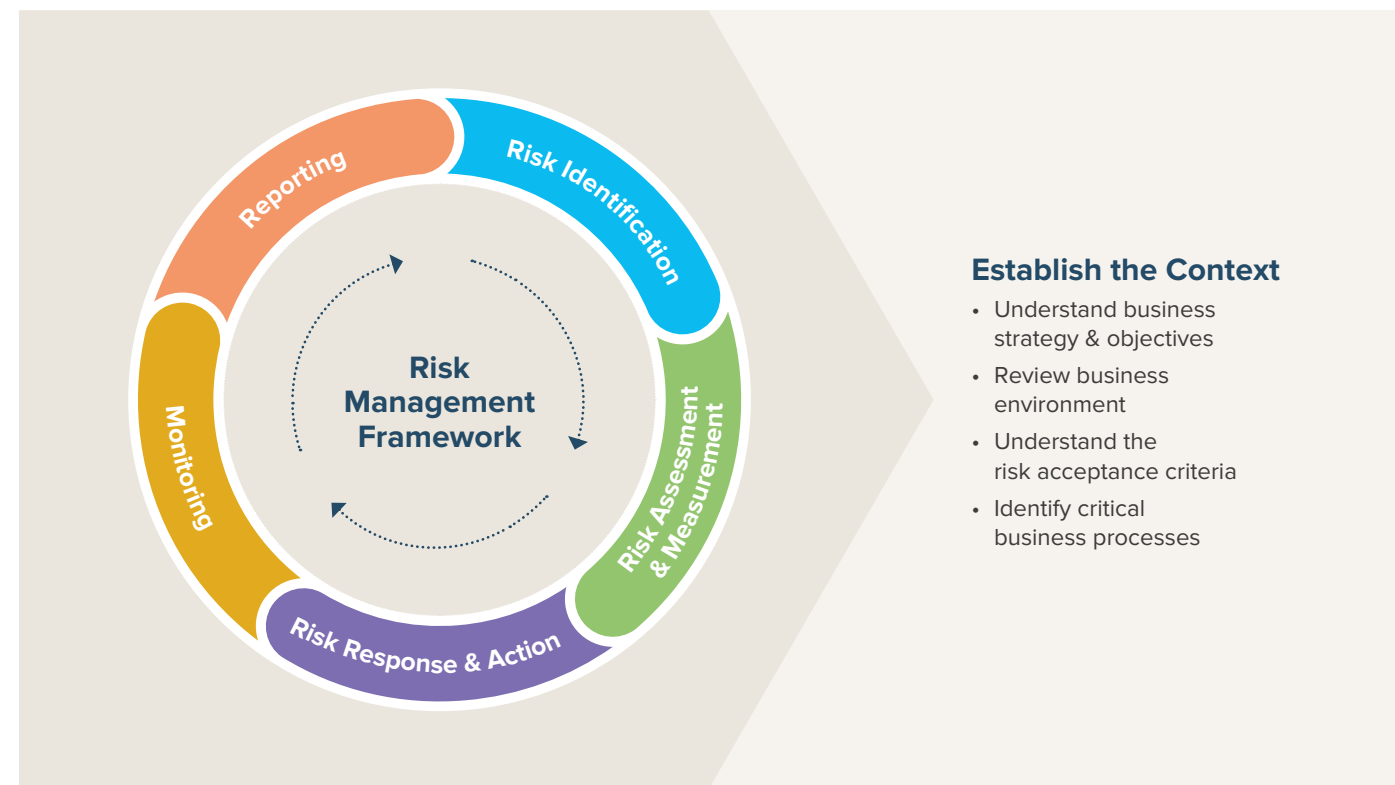 Reporting
Risk Identification
Risk Assessment
& Measurement
Risk Response & Action
Monitoring
Risk
Management
Framework
Establish the Context
• Understand business
strategy & objectives
• Review business
environment
• Understand the
risk acceptance criteria
• Identify critical
business processes